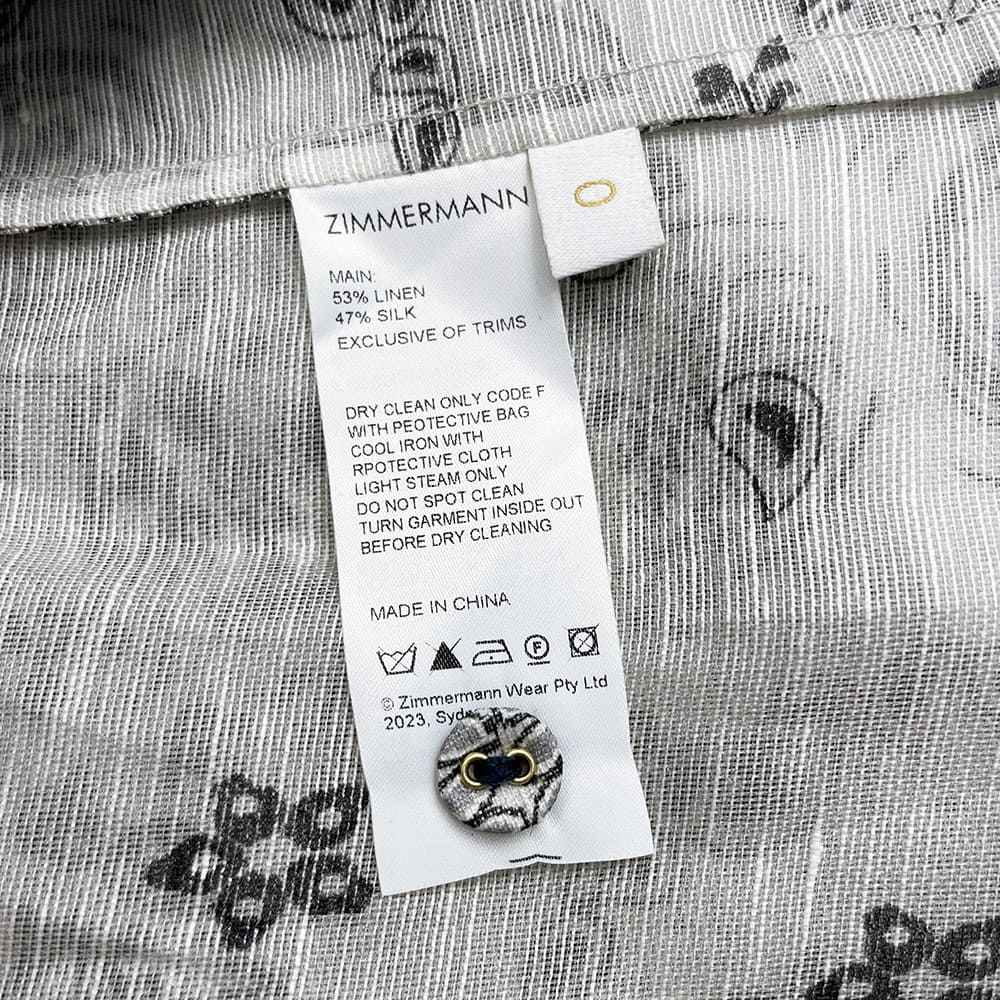 ZIMMERMANN
0
MAIN:
53% LINEN
47% SILK
EXCLUSIVE OF TRIMS
DRY CLEAN ONLY CODE F
WITH PEOTECTIVE BAG
COOL IRON WITH
RPOTECTIVE CLOTH
LIGHT STEAM ONLY
DO NOT SPOT CLEAN
TURN GARMENT INSIDE OUT
BEFORE DRY CLEANING
MADE IN CHINA
F
© Zimmermann Wear Pty Ltd
2023,